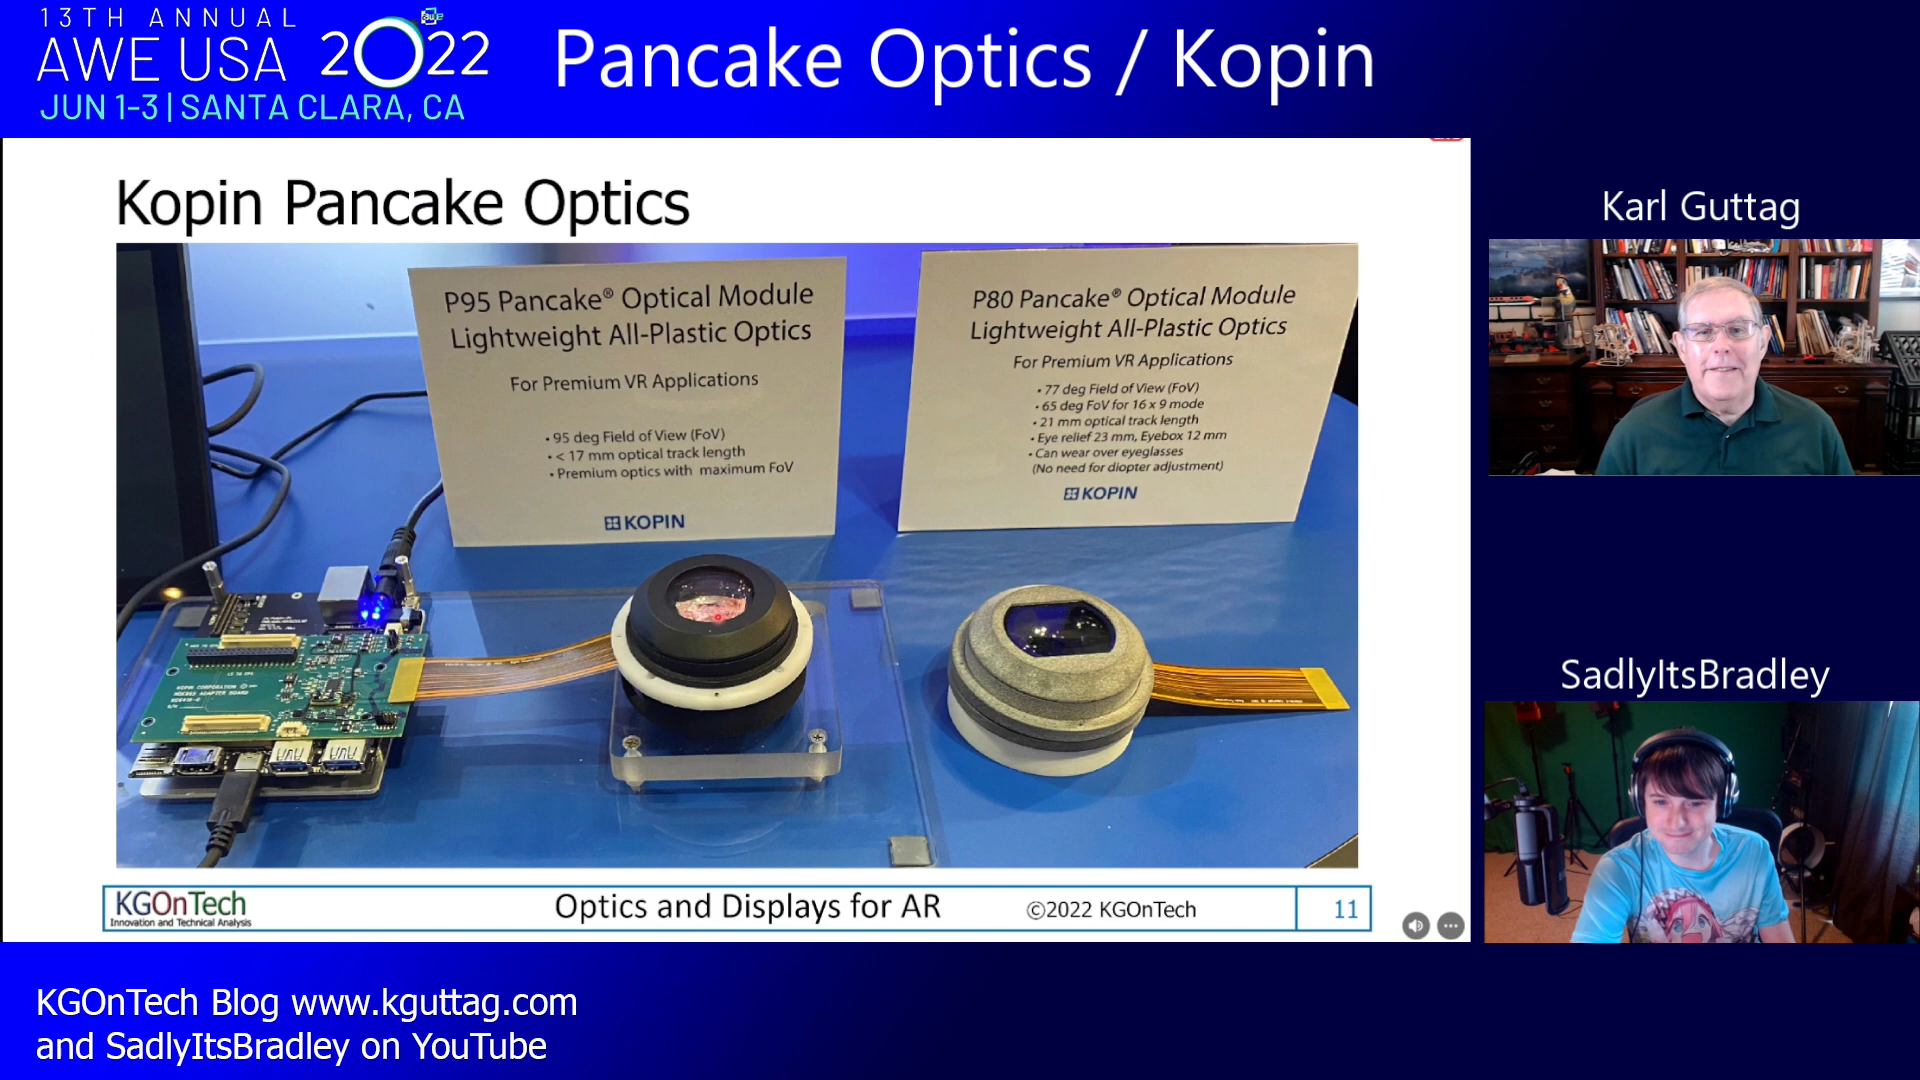 13TH ANNUAL
AWE USA 2022
awe
JUN 1-3 | SANTA CLARA, CA
Pancake Optics / Kopin
Kopin Pancake Optics
P95 Pancake® Optical Module
Lightweight All-Plastic Optics
For Premium VR Applications
• 95 deg Field of View (FoV)
• < 17 mm optical track length
• Premium optics with maximum FoV
KOPIN
P80 Pancake® Optical Module
Lightweight All-Plastic Optics
For Premium VR Applications
• 77 deg Field of View (FoV)
• 65 deg FoV for 16 x 9 mode
• 21 mm optical track length
• Eye relief 23 mm, Eyebox 12 mm
• Can wear over eyeglasses
(No need for diopter adjustment)
KOPIN
KOPIN CORPORATION ©
ADAPTER BOARD
KGOnTech
Innovation and Technical Analysis
Optics and Displays for AR
©2022 KGOnTech
11
Karl Guttag
SadlyItsBradley
KGOnTech Blog www.kguttag.com
and SadlyItsBradley on YouTube